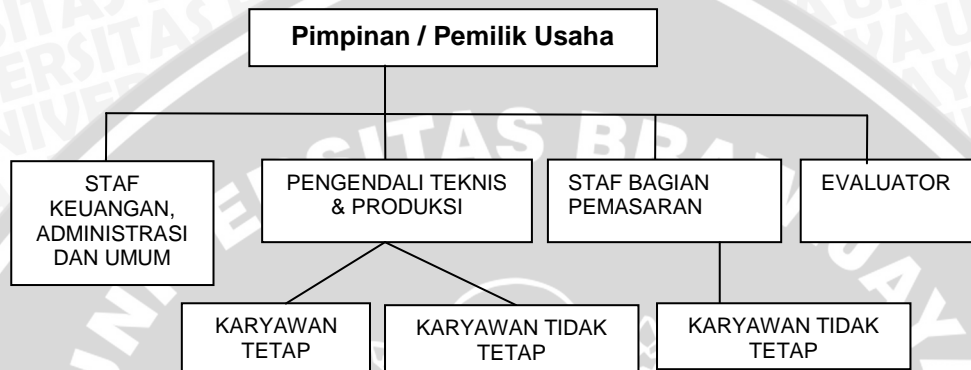 Pimpinan / Pemilik Usaha
STAF
KEUANGAN,
ADMINISTRASI
DAN UMUM
PENGENDALI TEKNIS
& PRODUKSI
STAF BAGIAN
PEMASARAN
EVALUATOR
KARYAWAN
TETAP
KARYAWAN TIDAK
TETAP
KARYAWAN TIDAK
TETAP